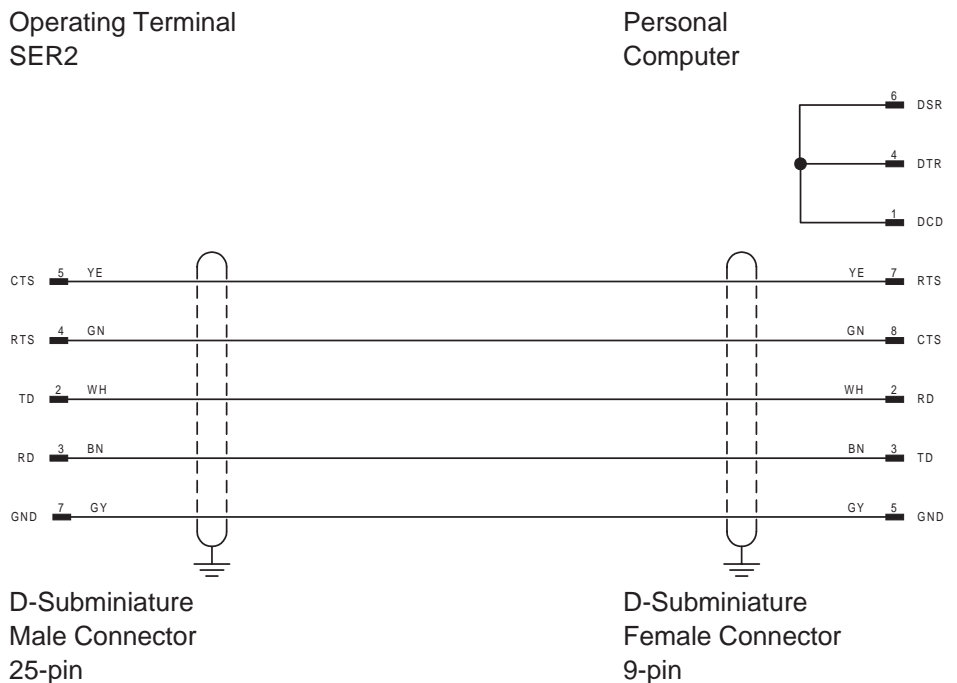 Operating Terminal
SER2
Personal
Computer
6 DSR
4 DTR
1 DCD
CTS 5 YE YE 7 RTS
RTS 4 GN GN 8 CTS
TD 2 WH WH 2 RD
RD 3 BN BN 3 TD
GND 7 GY GY 5 GND
D-Subminiature
Male Connector
25-pin
D-Subminiature
Female Connector
9-pin